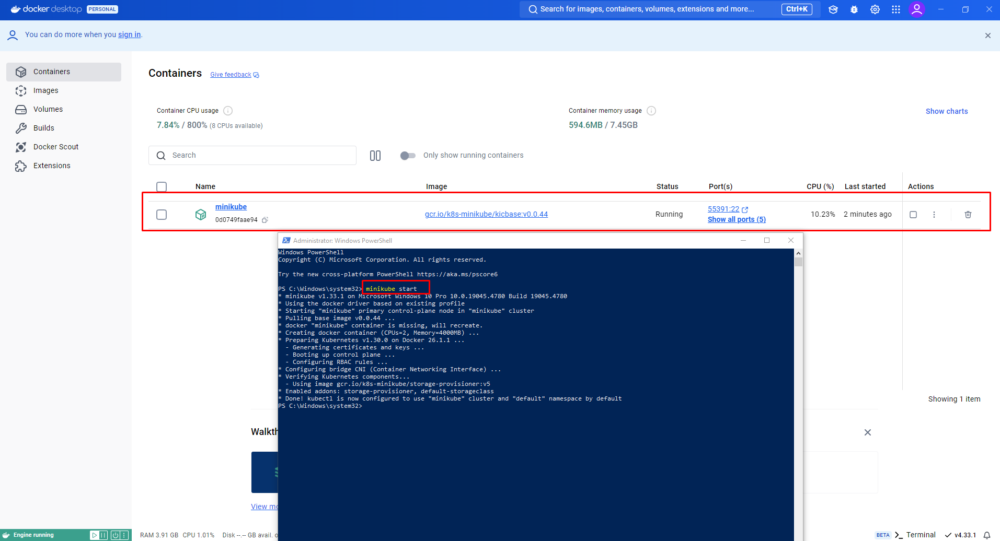 docker desktop PERSONAL
Search for images, containers, volumes, extensions and more... Ctrl+K
You can do more when you sign in.
Containers
Images
Volumes
Builds
Docker Scout
Extensions
Containers Give feedback
Container CPU usage
7.84% / 800% (8 CPUs available)
Container memory usage
594.6MB / 7.45GB
Show charts
Search
Only show running containers
Name Image Status Port(s) CPU (%) Last started Actions
minikube
0d0749faae94
gcr.io/k8s-minikube/kicbase:v0.0.44
Running
55391:22
Show all ports (5)
10.23%
2 minutes ago
Administrator: Windows PowerShell
Windows PowerShell
Copyright (C) Microsoft Corporation. All rights reserved.
Try the new cross-platform PowerShell https://aka.ms/pscore6
PS C:\Windows\system32> minikube start
* minikube v1.33.1 on Microsoft Windows 10 Pro 10.0.19045.4780 Build 19045.4780
* Using the docker driver based on existing profile
* Starting "minikube" primary control-plane node in "minikube" cluster
* Pulling base image v0.0.44 ...
* docker "minikube" container is missing, will recreate.
* Creating docker container (CPUs=2, Memory=4000MB) ...
* Preparing Kubernetes v1.30.0 on Docker 26.1.1 ...
- Generating certificates and keys ...
- Booting up control plane ...
- Configuring RBAC rules ...
* Configuring bridge CNI (Container Networking Interface) ...
* Verifying Kubernetes components...
- Using image gcr.io/k8s-minikube/storage-provisioner:v5
* Enabled addons: storage-provisioner, default-storageclass
* Done! kubectl is now configured to use "minikube" cluster and "default" namespace by default
PS C:\Windows\system32>
Showing 1 item
Walkth
View mo
Engine running
RAM 3.91 GB CPU 1.01% Disk --.-- GB avail. o
BETA Terminal v4.33.1